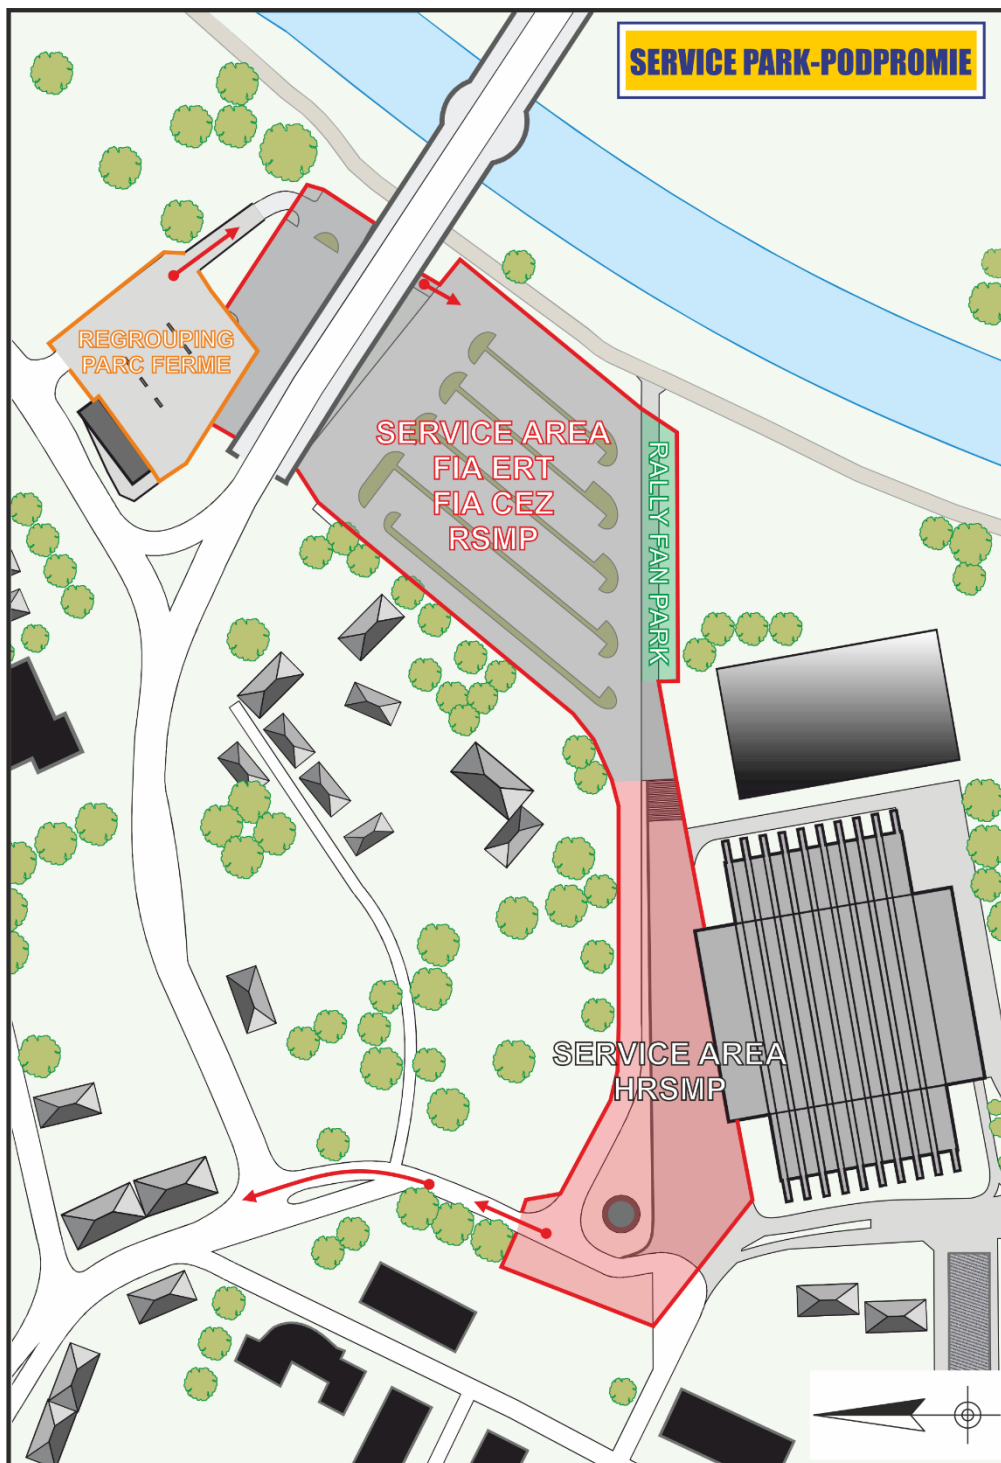 SERVICE PARK-PODPROMIE
REGROUPING
PARC FERME
SERVICE AREA
FIA ERT
FIA CEZ
RSMP
RALLY FAN PARK
SERVICE AREA
HRSMP